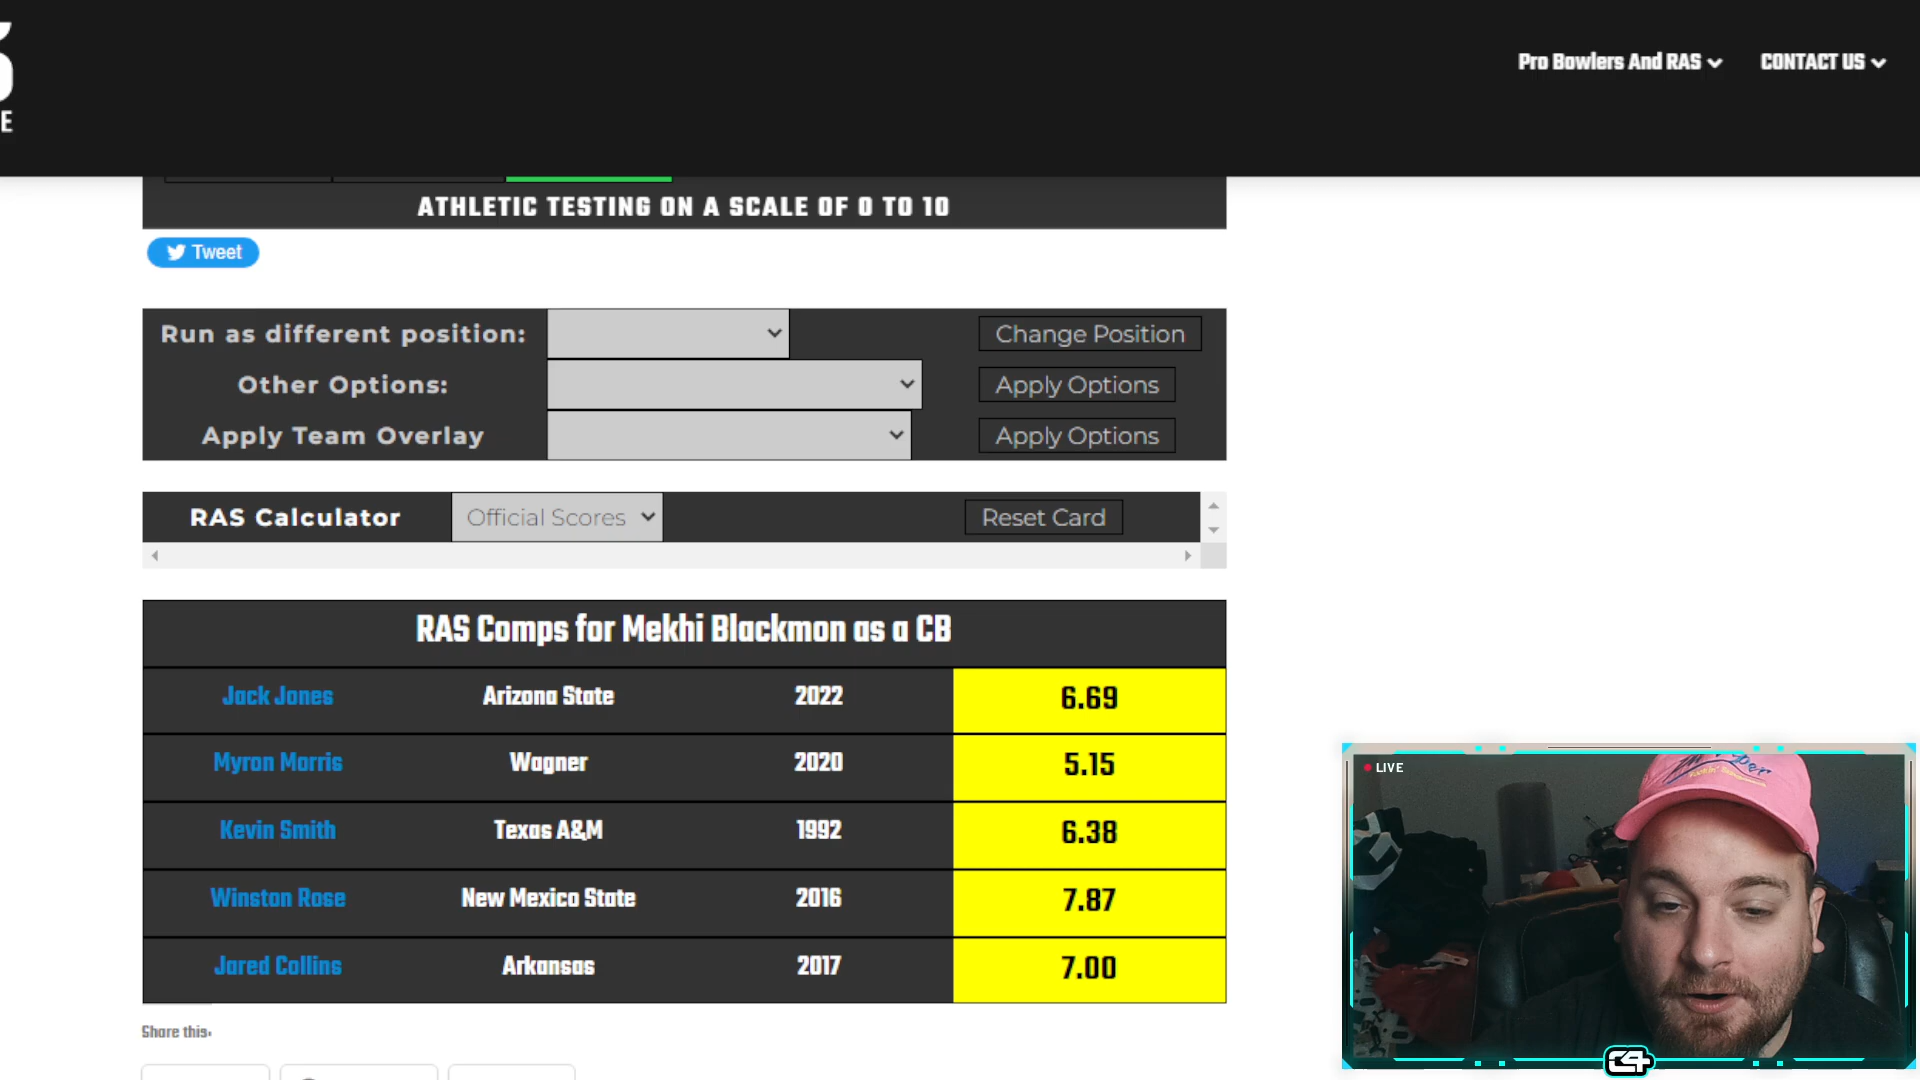 E
Pro Bowlers And RAS
CONTACT US
ATHLETIC TESTING ON A SCALE OF 0 TO 10
Tweet
Run as different position:
Change Position
Other Options:
Apply Options
Apply Team Overlay
Apply Options
RAS Calculator
Official Scores
Reset Card
RAS Comps for Mekhi Blackmon as a CB
Jack Jones Arizona State 2022 6.69
Myron Morris Wagner 2020 5.15
Kevin Smith Texas A&M 1992 6.38
Winston Rose New Mexico State 2016 7.87
Jared Collins Arkansas 2017 7.00
Share this:
LIVE